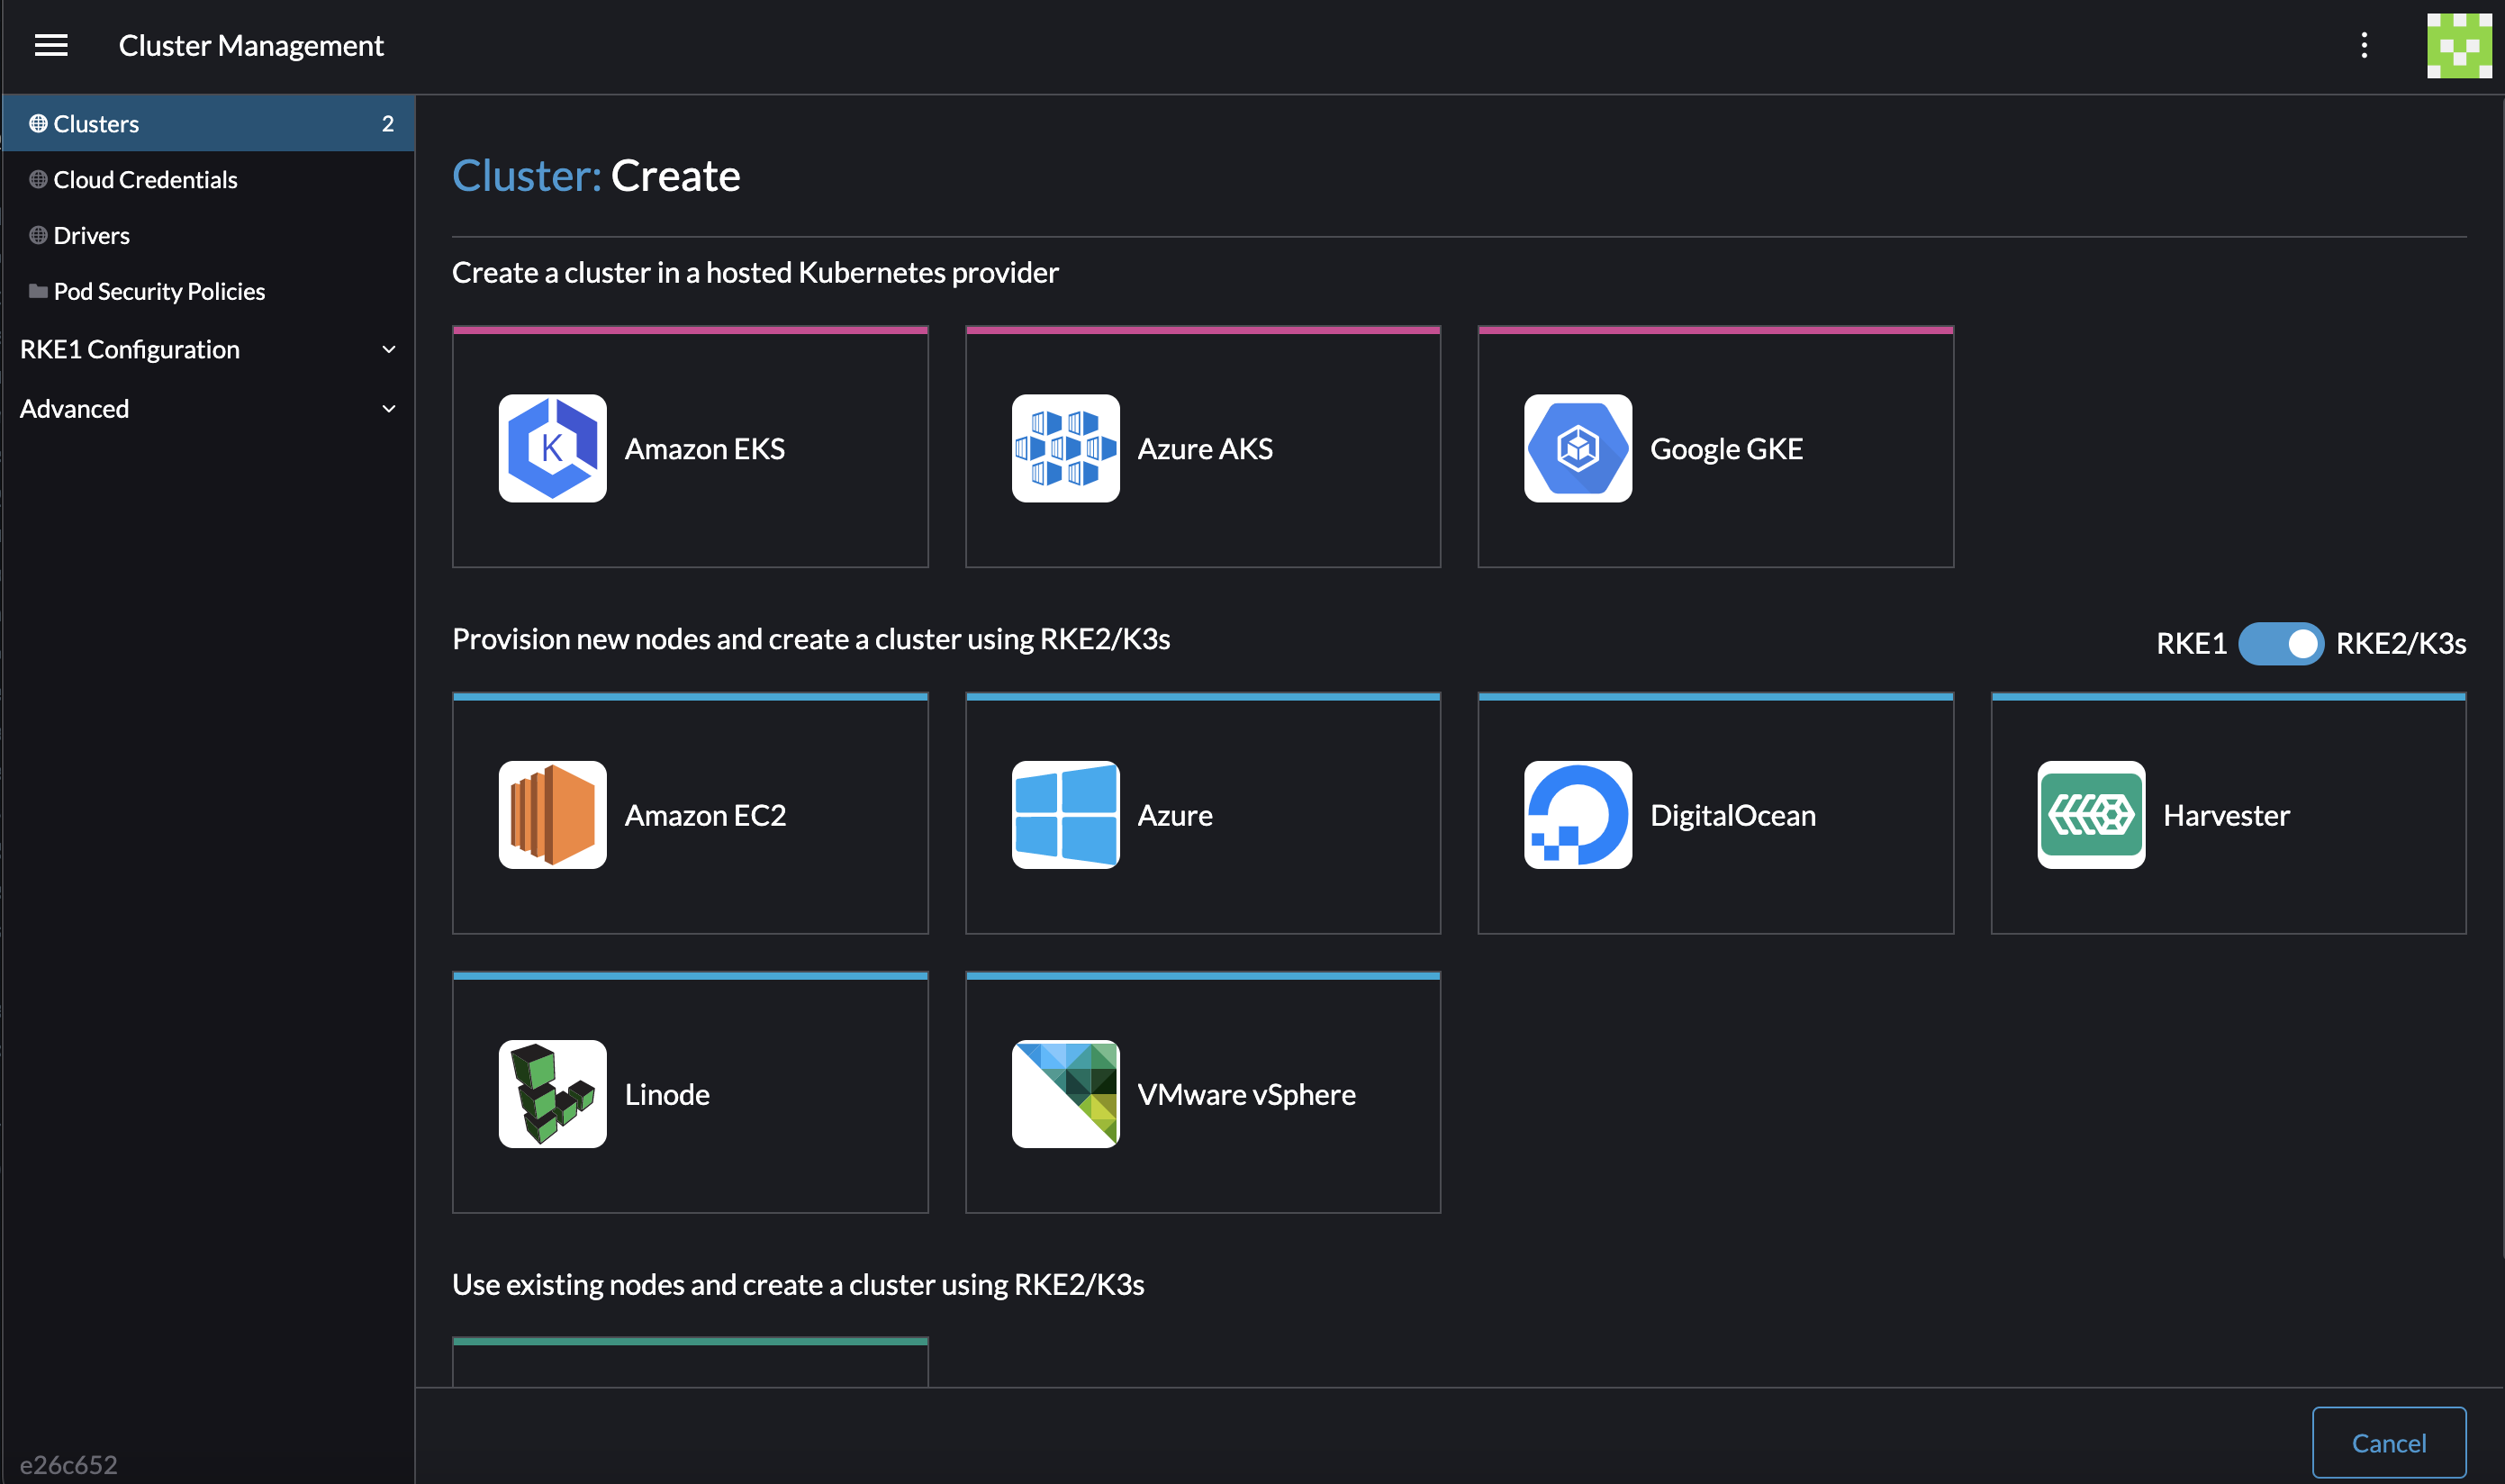 Cluster Management
Clusters 2
Cloud Credentials
Drivers
Pod Security Policies
RKE1 Configuration
Advanced
e26c652
Cluster: Create
Create a cluster in a hosted Kubernetes provider
K
Amazon EKS
Azure AKS
Google GKE
Provision new nodes and create a cluster using RKE2/K3s
RKE1 RKE2/K3s
Amazon EC2
Azure
DigitalOcean
Harvester
Linode
VMware vSphere
Use existing nodes and create a cluster using RKE2/K3s
Cancel